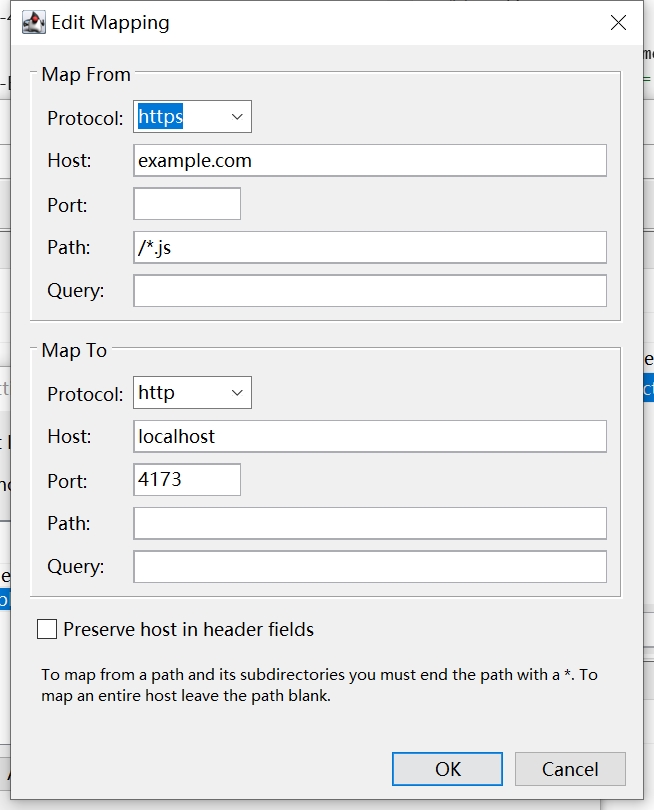 Edit Mapping
Map From
Protocol: https
Host: example.com
Port:
Path: /*.js
Query:
Map To
Protocol: http
Host: localhost
Port: 4173
Path:
Query:
Preserve host in header fields
To map from a path and its subdirectories you must end the path with a *. To
map an entire host leave the path blank.
OK Cancel